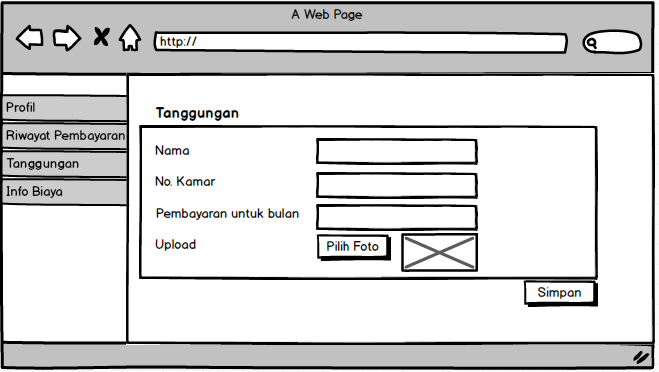 A Web Page
http://
Profil
Riwayat Pembayaran
Tanggungan
Info Biaya
Tanggungan
Nama
No. Kamar
Pembayaran untuk bulan
Upload
Pilih Foto
Simpan